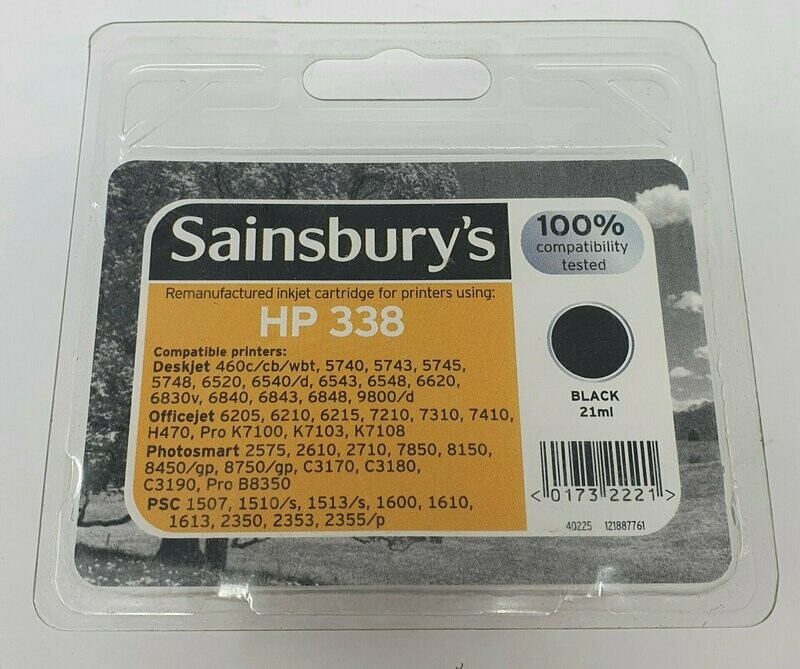 Sainsbury's
100%
compatibility
tested
Remanufactured inkjet cartridge for printers using:
HP 338
Compatible printers:
Deskjet 460c/cb/wbt, 5740, 5743, 5745,
5748, 6520, 6540/d, 6543, 6548, 6620,
6830v, 6840, 6843, 6848, 9800/d
Officejet 6205, 6210, 6215, 7210, 7310, 7410,
H470, Pro K7100, K7103, K7108
Photosmart 2575, 2610, 2710, 7850, 8150,
8450/gp, 8750/gp, C3170, C3180,
C3190, Pro B8350
PSC 1507, 1510/s, 1513/s, 1600, 1610,
1613, 2350, 2353, 2355/p
BLACK
21ml
<0173 2221>
40225 121887761